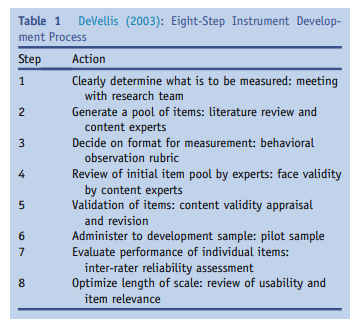 Table 1 DeVellis (2003): Eight-Step Instrument Develop-
ment Process
Step Action
1 Clearly determine what is to be measured: meeting
with research team
2 Generate a pool of items: literature review and
content experts
3 Decide on format for measurement: behavioral
observation rubric
4 Review of initial item pool by experts: face validity
by content experts
5 Validation of items: content validity appraisal
and revision
6 Administer to development sample: pilot sample
7 Evaluate performance of individual items:
inter-rater reliability assessment
8 Optimize length of scale: review of usability and
item relevance